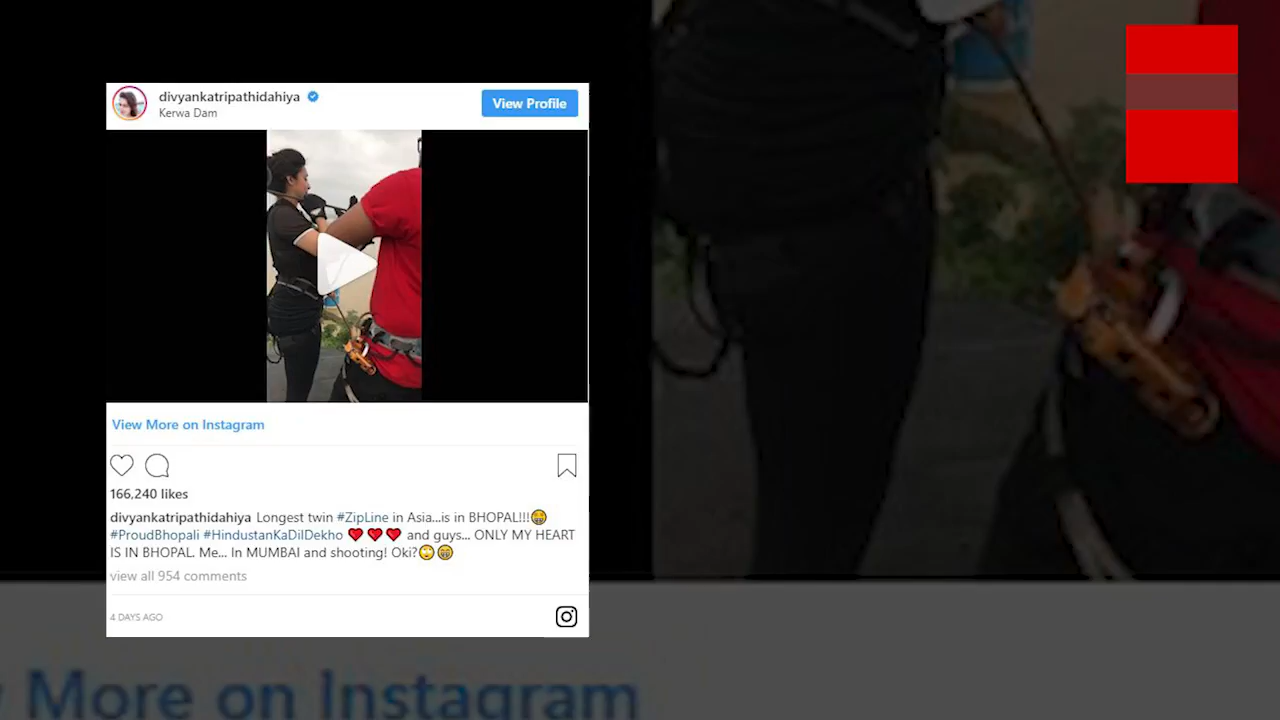 divyankatripathidahiya
Kerwa Dam
View Profile
View More on Instagram
166,240 likes
divyankatripathidahiya Longest twin #ZipLine in Asia...is in BHOPAL!!!😁
#ProudBhopali #HindustanKaDilDekho ❤️ ❤️ ❤️ and guys... ONLY MY HEART
IS IN BHOPAL. Me... In MUMBAI and shooting! Oki?🙄😁
view all 954 comments
4 DAYS AGO
More on Instagram